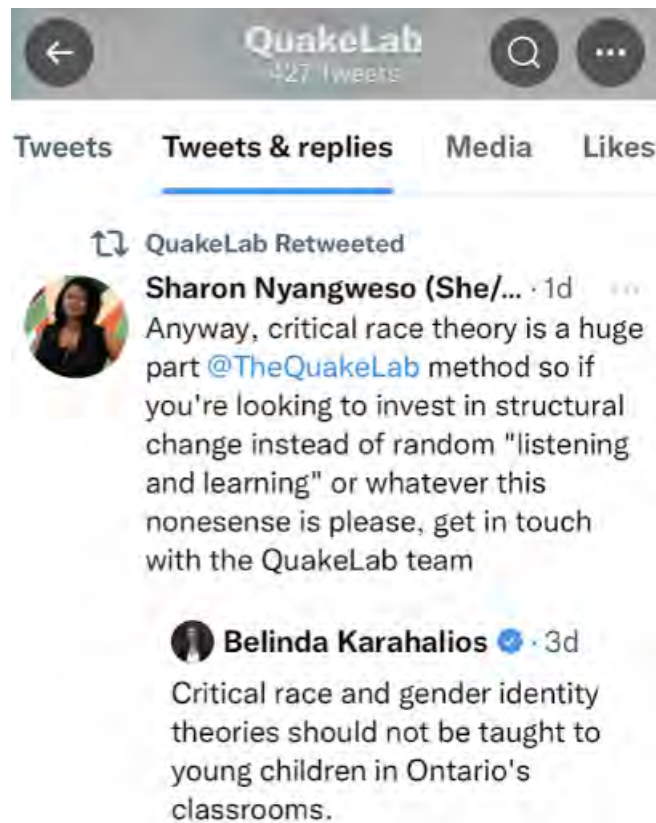 QuakeLab
427 Tweets
Tweets Tweets & replies Media Likes
QuakeLab Retweeted
Sharon Nyangweso (She/... · 1d
Anyway, critical race theory is a huge
part @TheQuakeLab method so if
you're looking to invest in structural
change instead of random "listening
and learning" or whatever this
nonesense is please, get in touch
with the QuakeLab team
Belinda Karahalios · 3d
Critical race and gender identity
theories should not be taught to
young children in Ontario's
classrooms.